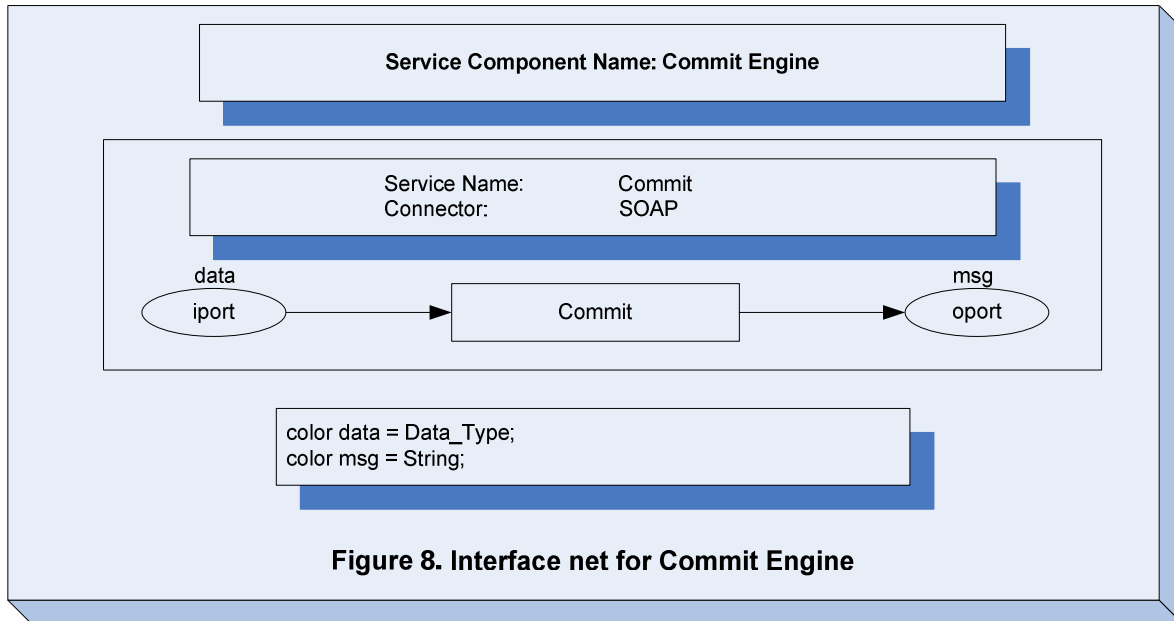 Service Component Name: Commit Engine
Service Name: Commit
Connector: SOAP
data
msg
iport
Commit
oport
color data = Data_Type;
color msg = String;
Figure 8. Interface net for Commit Engine